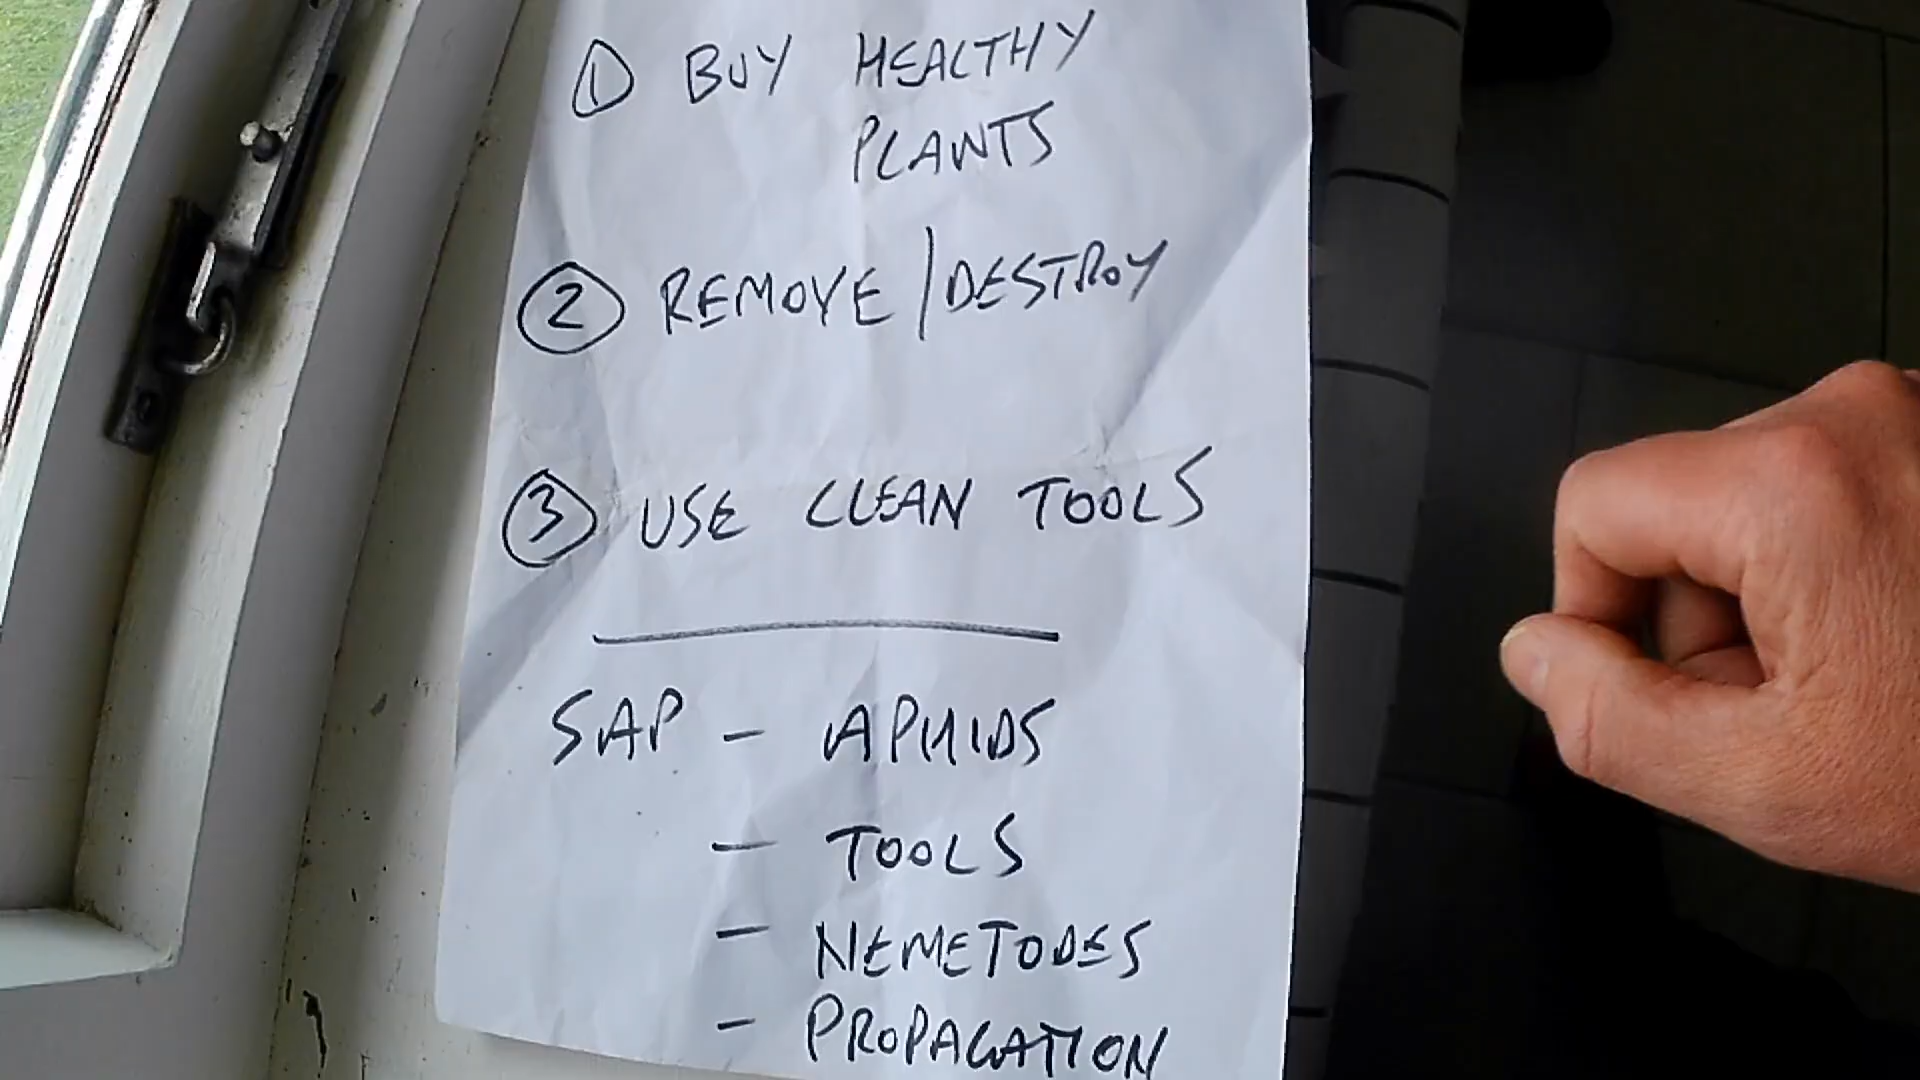 ① BUY HEALTHY
PLANTS
② REMOVE/DESTROY
③ USE CLEAN TOOLS
SAP - APHIDS
- TOOLS
- NEMETODES
- PROPAGATION